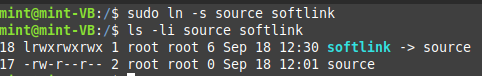 mint@mint-VB:/$ sudo ln -s source softlink
mint@mint-VB:/$ ls -li source softlink
18 lrwxrwxrwx 1 root root 6 Sep 18 12:30 softlink -> source
17 -rw-r--r-- 2 root root 0 Sep 18 12:01 source